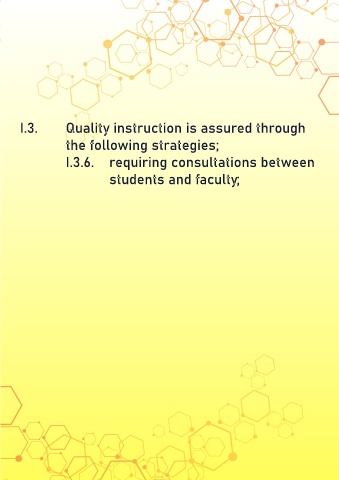 I.3. Quality instruction is assured through
the following strategies;
I.3.6. requiring consultations between
students and faculty;